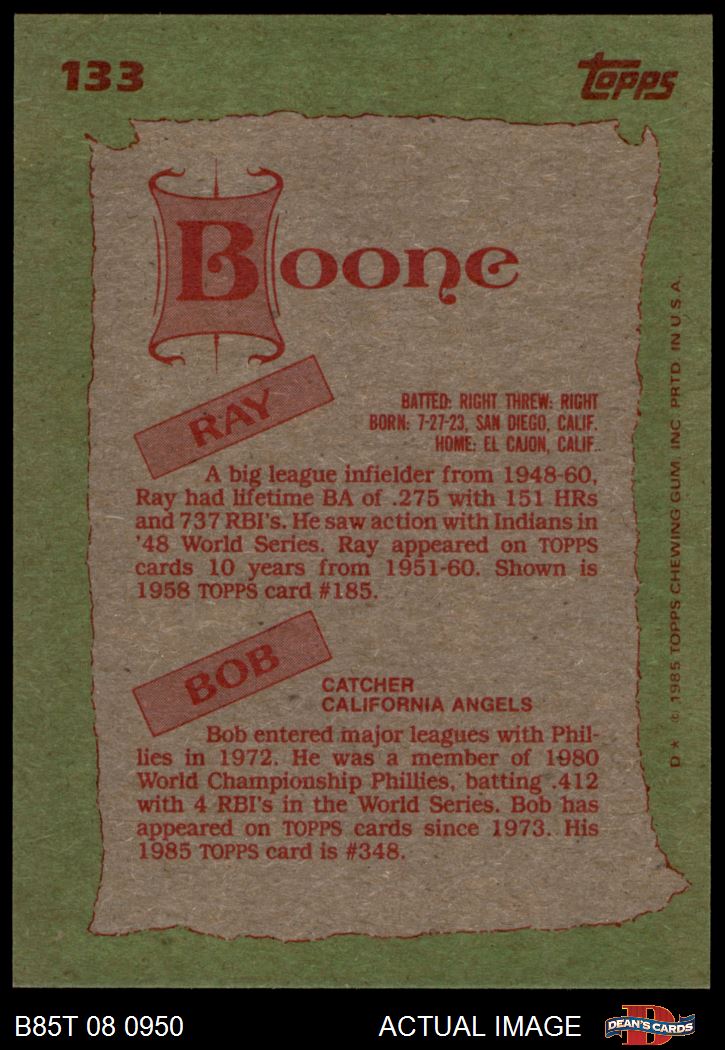 133
TOPPS
Boone
RAY
BATTED: RIGHT THREW: RIGHT
BORN: 7-27-23, SAN DIEGO, CALIF.
HOME: EL CAJON, CALIF.
A big league infielder from 1948-60,
Ray had lifetime BA of .275 with 151 HRs
and 737 RBI's. He saw action with Indians in
'48 World Series. Ray appeared on TOPPS
cards 10 years from 1951-60. Shown is
1958 TOPPS card #185.
BOB
CATCHER
CALIFORNIA ANGELS
Bob entered major leagues with Phil-
lies in 1972. He was a member of 1980
World Championship Phillies, batting .412
with 4 RBI's in the World Series. Bob has
appeared on TOPPS cards since 1973. His
1985 TOPPS card is #348.
D* © 1985 TOPPS CHEWING GUM INC PRTD IN U S A.
B85T 08 0950
ACTUAL IMAGE
D
DEAN'S CARDS